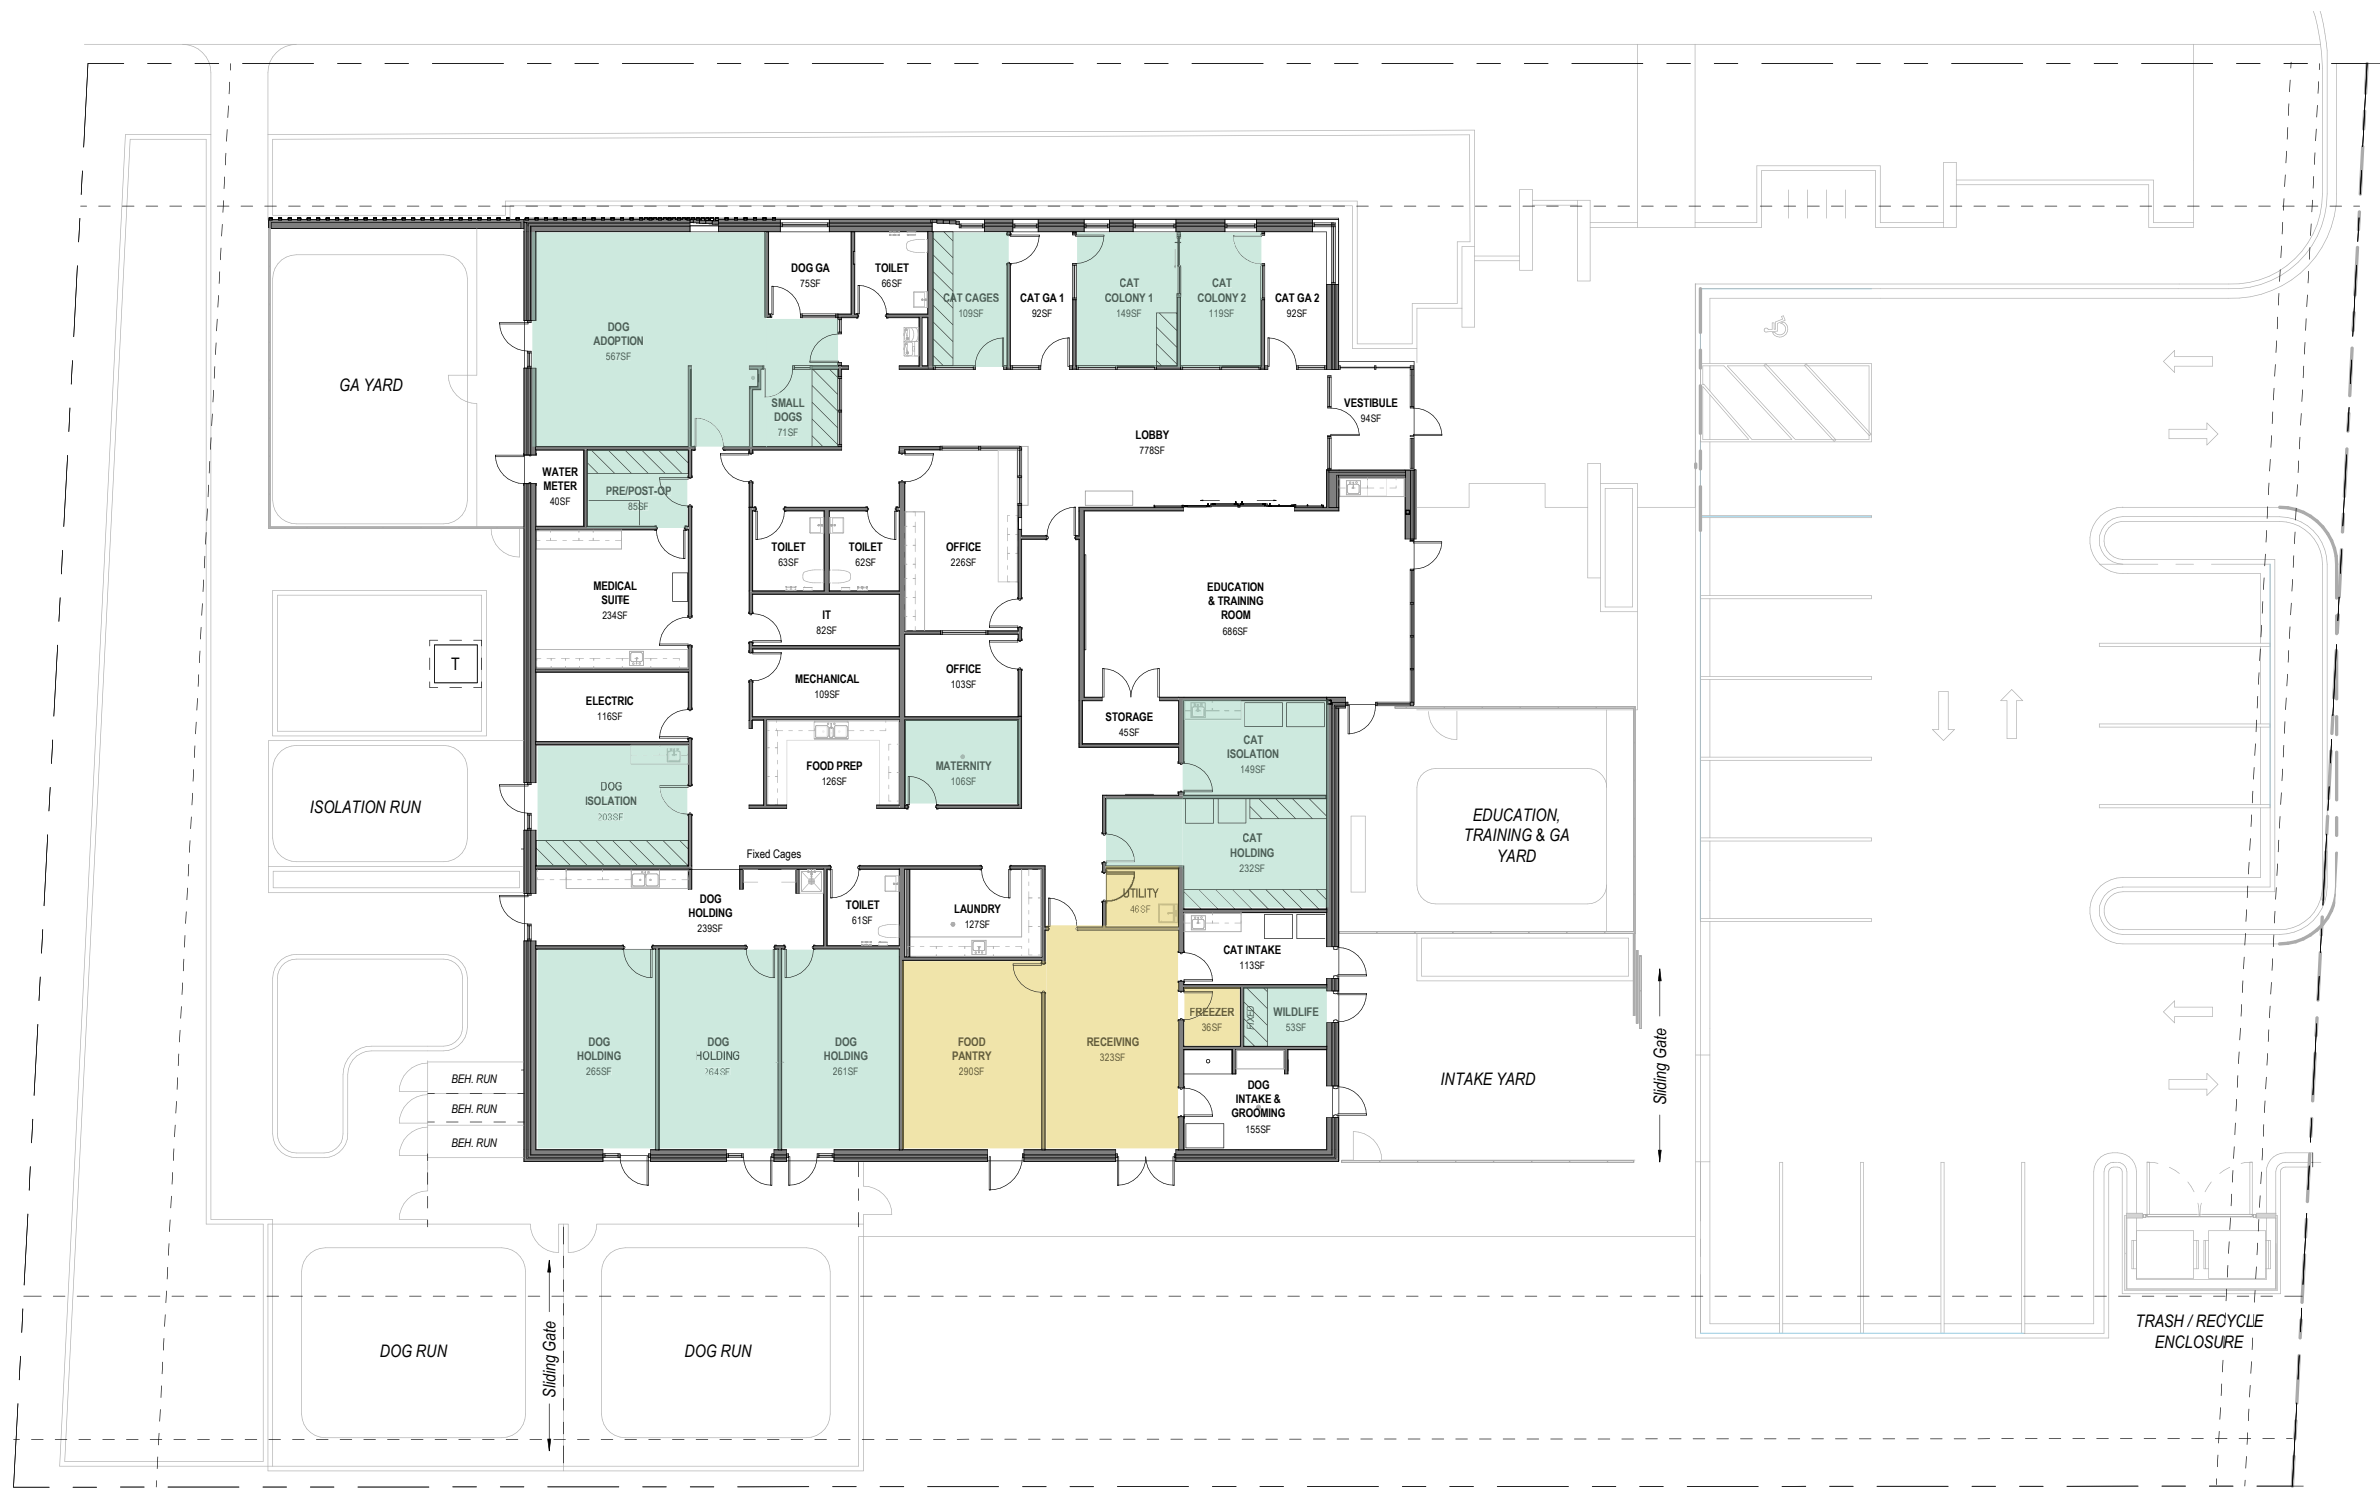 DOG GA
75SF
TOILET
66SF
CAT CAGES
109SF
CAT GA 1
92SF
CAT
COLONY 1
149SF
CAT
COLONY 2
119SF
CAT GA 2
92SF
DOG
ADOPTION
567SF
GA YARD
SMALL
DOGS
71SF
VESTIBULE
94SF
LOBBY
778SF
WATER
METER
40SF
PRE/POST-OP
85SF
TOILET
63SF
TOILET
62SF
OFFICE
226SF
MEDICAL
SUITE
234SF
EDUCATION
& TRAINING
ROOM
686SF
IT
82SF
T
OFFICE
103SF
MECHANICAL
109SF
ELECTRIC
116SF
STORAGE
45SF
CAT
ISOLATION
149SF
FOOD PREP
126SF
MATERNITY
106SF
DOG
ISOLATION
203SF
ISOLATION RUN
EDUCATION,
TRAINING & GA
YARD
CAT
HOLDING
232SF
Fixed Cages
UTILITY
46SF
DOG
HOLDING
239SF
TOILET
61SF
LAUNDRY
127SF
CAT INTAKE
113SF
FREEZER
36SF
FIXED
WILDLIFE
53SF
DOG
HOLDING
265SF
DOG
HOLDING
264SF
DOG
HOLDING
261SF
FOOD
PANTRY
290SF
RECEIVING
323SF
Sliding Gate
BEH. RUN
BEH. RUN
BEH. RUN
INTAKE YARD
DOG
INTAKE &
GROOMING
155SF
TRASH / RECYCLE
ENCLOSURE
DOG RUN
Sliding Gate
DOG RUN